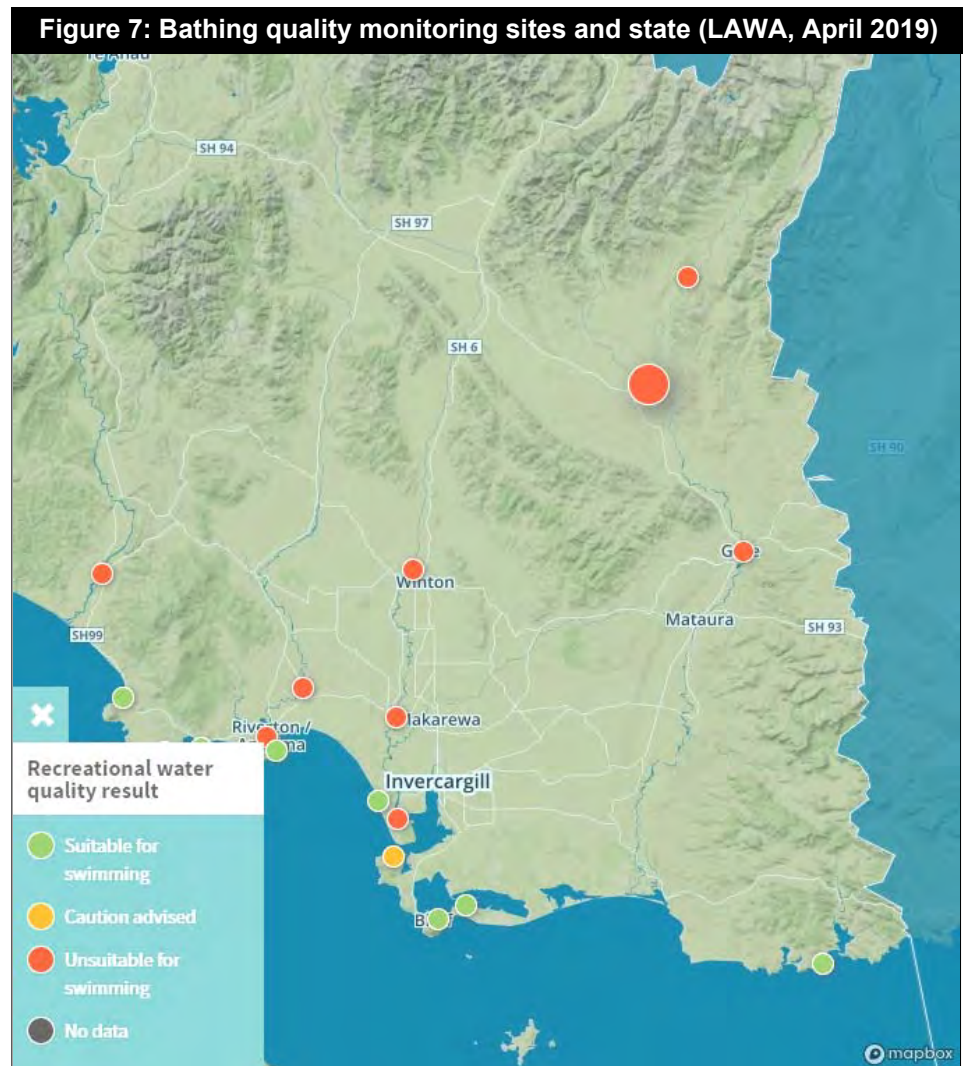 Figure 7: Bathing quality monitoring sites and state (LAWA, April 2019)
SH 94
SH 97
SH 6
SH 90
Winton
Mataura
SH 93
SH99
Riverton /
Invercargill
Recreational water
quality result
Suitable for
swimming
Caution advised
Unsuitable for
swimming
No data
mapbox